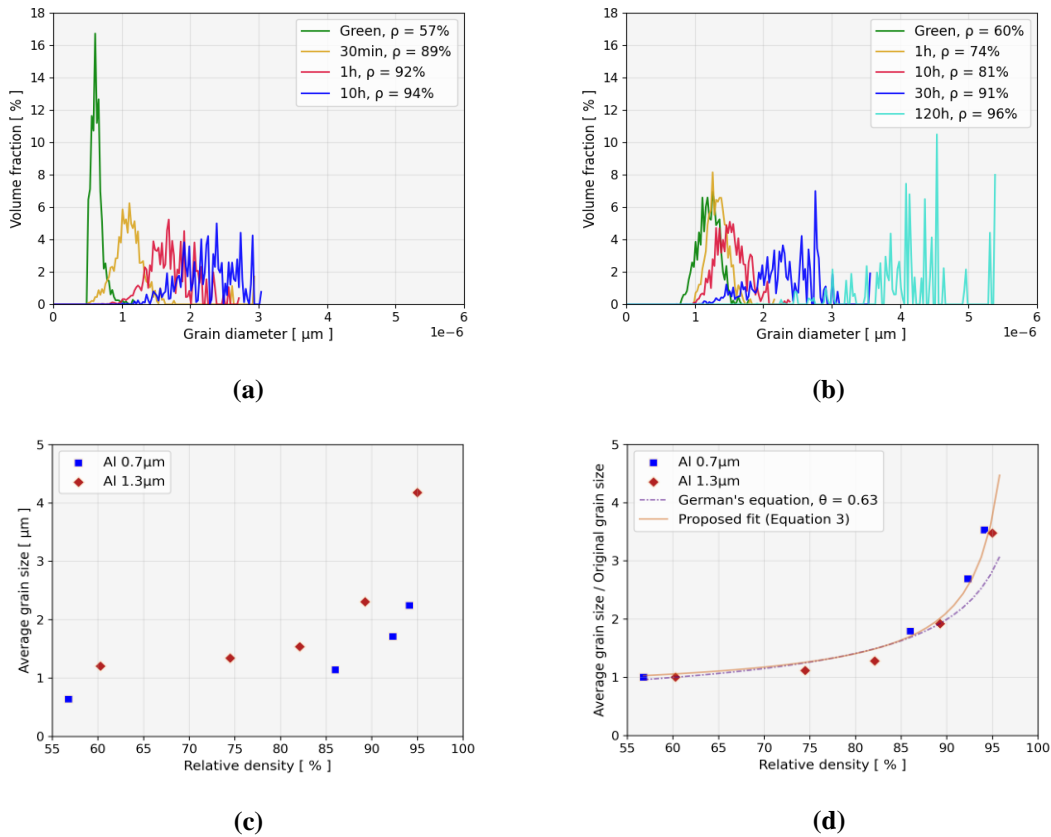 18
16
14
12
10
8
6
4
2
0
Volume fraction [ % ]
Green, ρ = 57%
30min, ρ = 89%
1h, ρ = 92%
10h, ρ = 94%
0 1 2 3 4 5 6
1e−6
Grain diameter [ μm ]
(a)
18
16
14
12
10
8
6
4
2
0
Volume fraction [ % ]
Green, ρ = 60%
1h, ρ = 74%
10h, ρ = 81%
30h, ρ = 91%
120h, ρ = 96%
0 1 2 3 4 5 6
1e−6
Grain diameter [ μm ]
(b)
5
4
3
2
1
0
Average grain size [ μm ]
Al 0.7μm
Al 1.3μm
55 60 65 70 75 80 85 90 95 100
Relative density [ % ]
(c)
5
4
3
2
1
0
Average grain size / Original grain size
Al 0.7μm
Al 1.3μm
German's equation, θ = 0.63
Proposed fit (Equation 3)
55 60 65 70 75 80 85 90 95 100
Relative density [ % ]
(d)